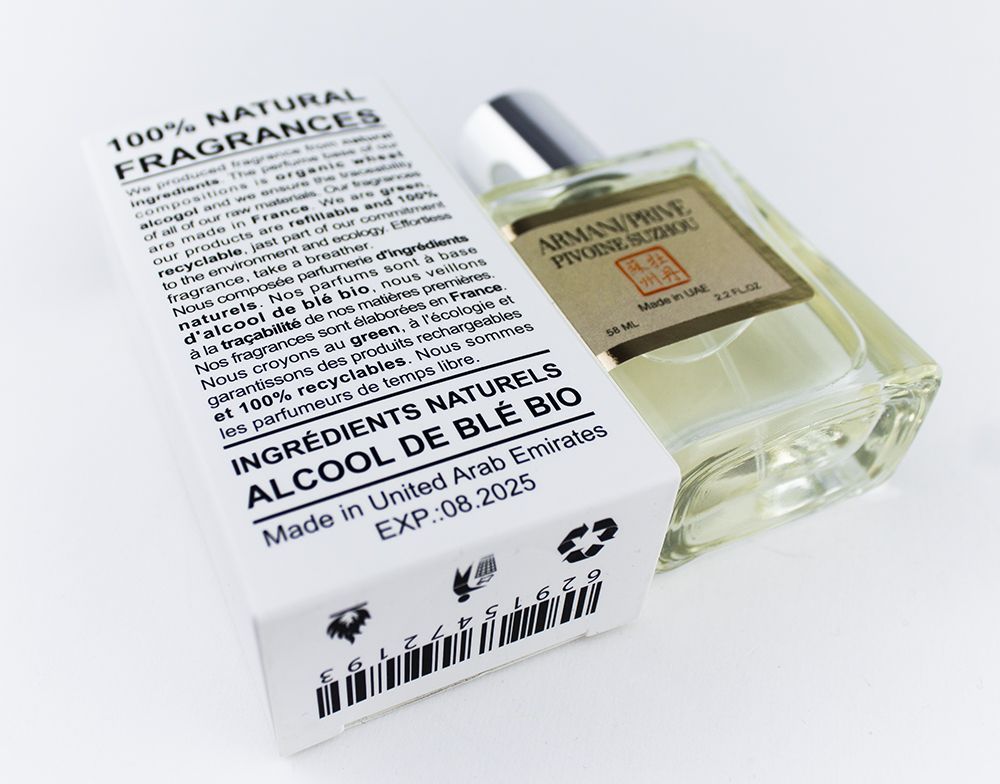 100% NATURAL
FRAGRANCES
We produced fragrance from natural
ingredients. The perfume base of our
compositions is organic wheat
alcogol and we ensure the traceability
of all of our raw materials. Our fragrances
are made in France. We are green,
our products are refillable and 100%
recyclable, jast part of our commitment
to the environment and ecology. Effortless
fragrance, take a breather.
Nous composée parfumerie d'ingrédients
naturels. Nos parfums sont à base
d'alcool de blé bio, nous veillons
à la traçabilité de nos matières premières.
Nos fragrances sont élaborées en France.
Nous croyons au green, à l'écologie et
garantissons des produits rechargeables
et 100% recyclables. Nous sommes
les parfumeurs de temps libre.
INGRÉDIENTS NATURELS
ALCOOL DE BLÉ BIO
Made in United Arab Emirates
EXP.:08.2025
62915472193
ARMANI/PRIVE
PIVOINE SUZHOU
牡丹
蘇州
Made in UAE
58 ML 2.2 FL.OZ